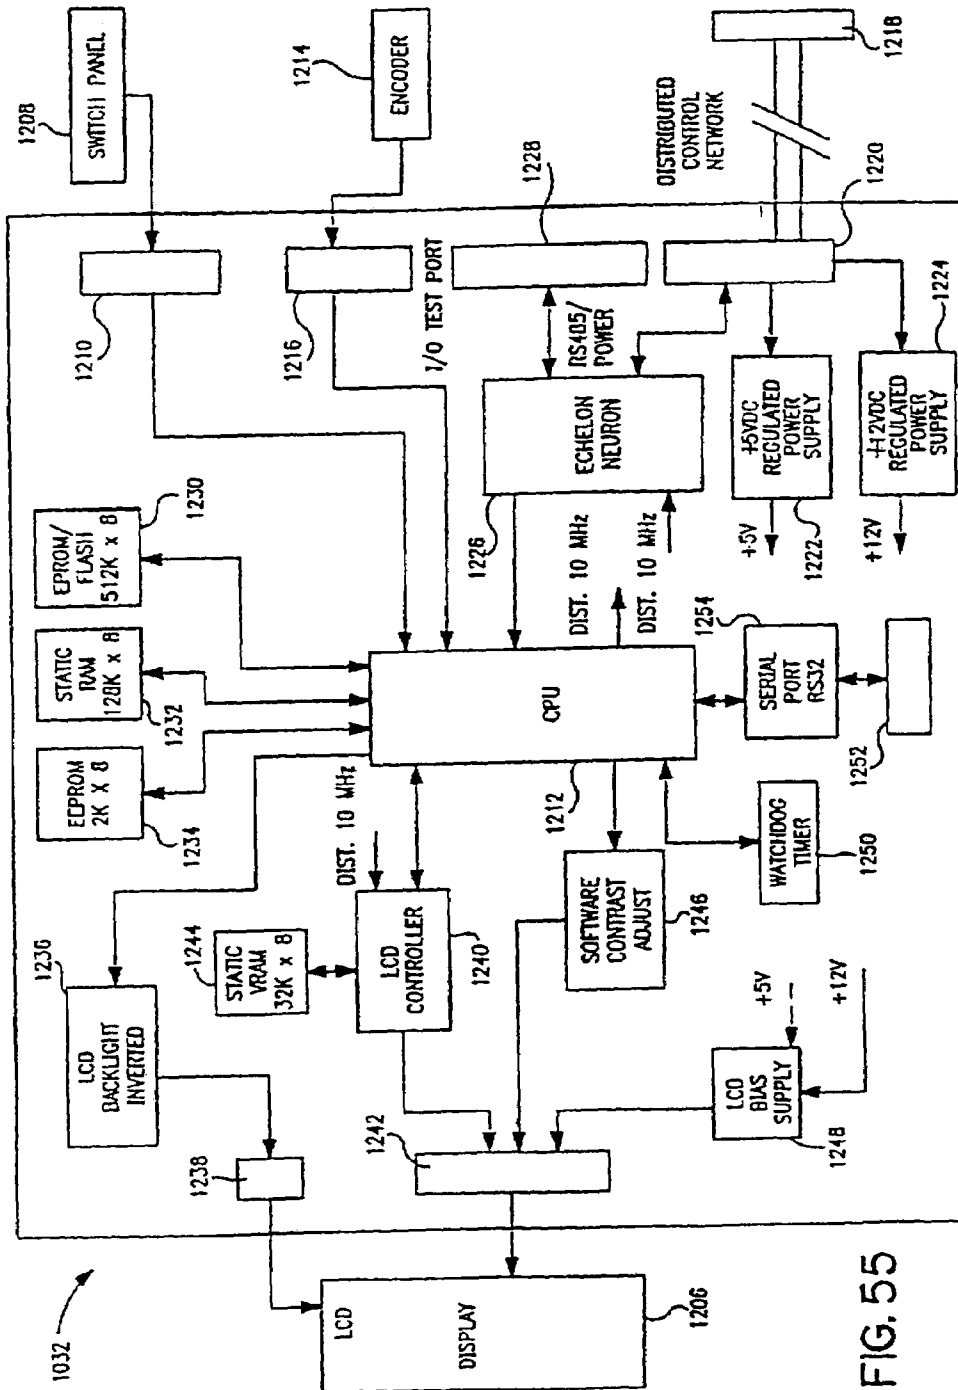 1032
LCD
DISPLAY
1206
1238
1242
LCD
BACKLIGHT
INVERTED
1236
STATIC
VRAM
32K x 8
1244
LCD
CONTROLLER
1240
DIST. 10 MHz
SOFTWARE
CONTRAST
ADJUST
1246
LCD
BIAS
SUPPLY
1248
+5V
+12V
WATCHDOG
TIMER
1250
EEPROM
2K X 8
1234
STATIC
RAM
128K x 8
1232
EPROM/
FLASH
512K x 8
1230
CPU
1212
SERIAL
PORT
RS32
1254
1252
DIST. 10 MHz
DIST. 10 MHz
ECHELON
NEURON
1226
RS485/
POWER
I/O TEST PORT
1228
+5V
+5VDC
REGULATED
POWER
SUPPLY
1222
+12V
+12VDC
REGULATED
POWER
SUPPLY
1224
1210
1216
1220
SWITCH PANEL
1208
ENCODER
1214
DISTRIBUTED
CONTROL
NETWORK
1218
FIG. 55